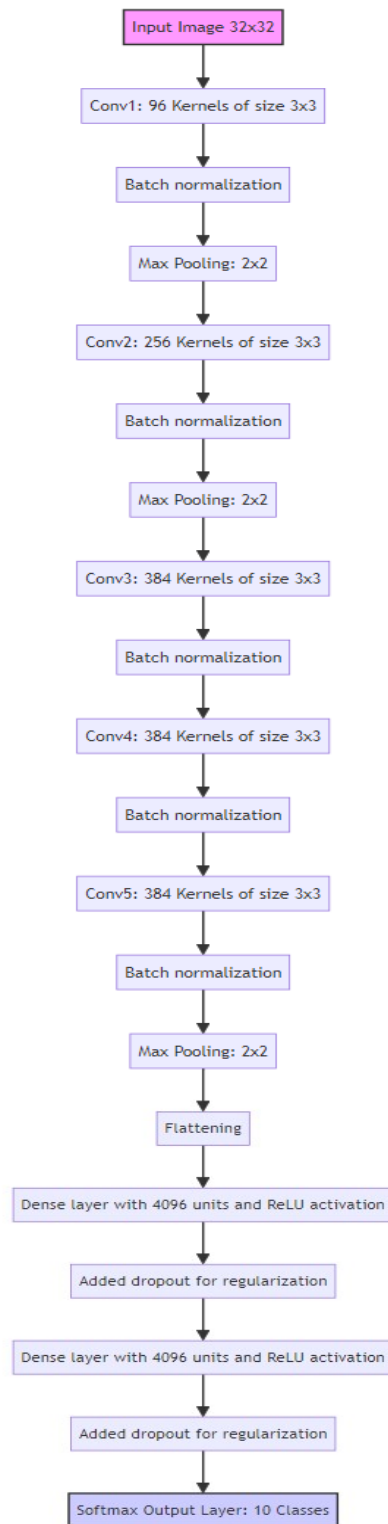 Input Image 32x32
Conv1: 96 Kernels of size 3x3
Batch normalization
Max Pooling: 2x2
Conv2: 256 Kernels of size 3x3
Batch normalization
Max Pooling: 2x2
Conv3: 384 Kernels of size 3x3
Batch normalization
Conv4: 384 Kernels of size 3x3
Batch normalization
Conv5: 384 Kernels of size 3x3
Batch normalization
Max Pooling: 2x2
Flattening
Dense layer with 4096 units and ReLU activation
Added dropout for regularization
Dense layer with 4096 units and ReLU activation
Added dropout for regularization
Softmax Output Layer: 10 Classes